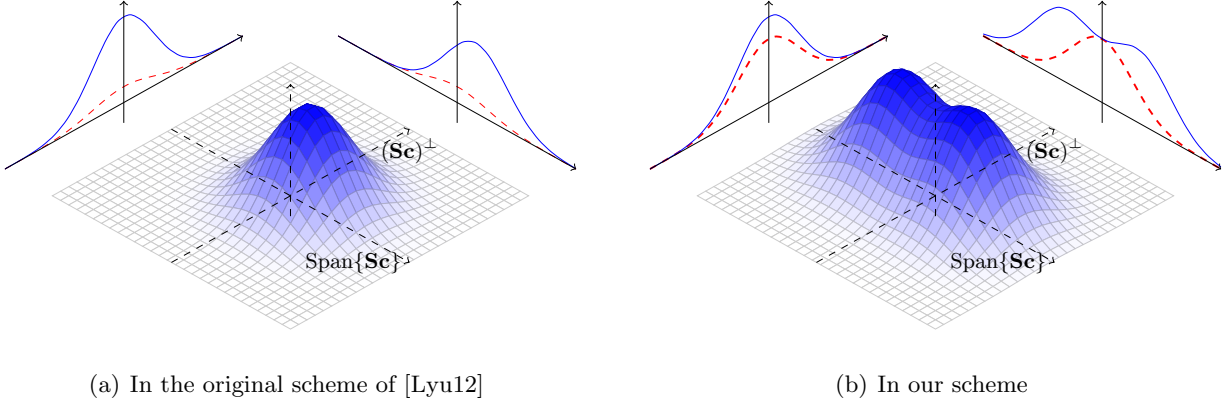 (Sc)⊥
Span{Sc}
(Sc)⊥
Span{Sc}
(a) In the original scheme of [Lyu12]
(b) In our scheme